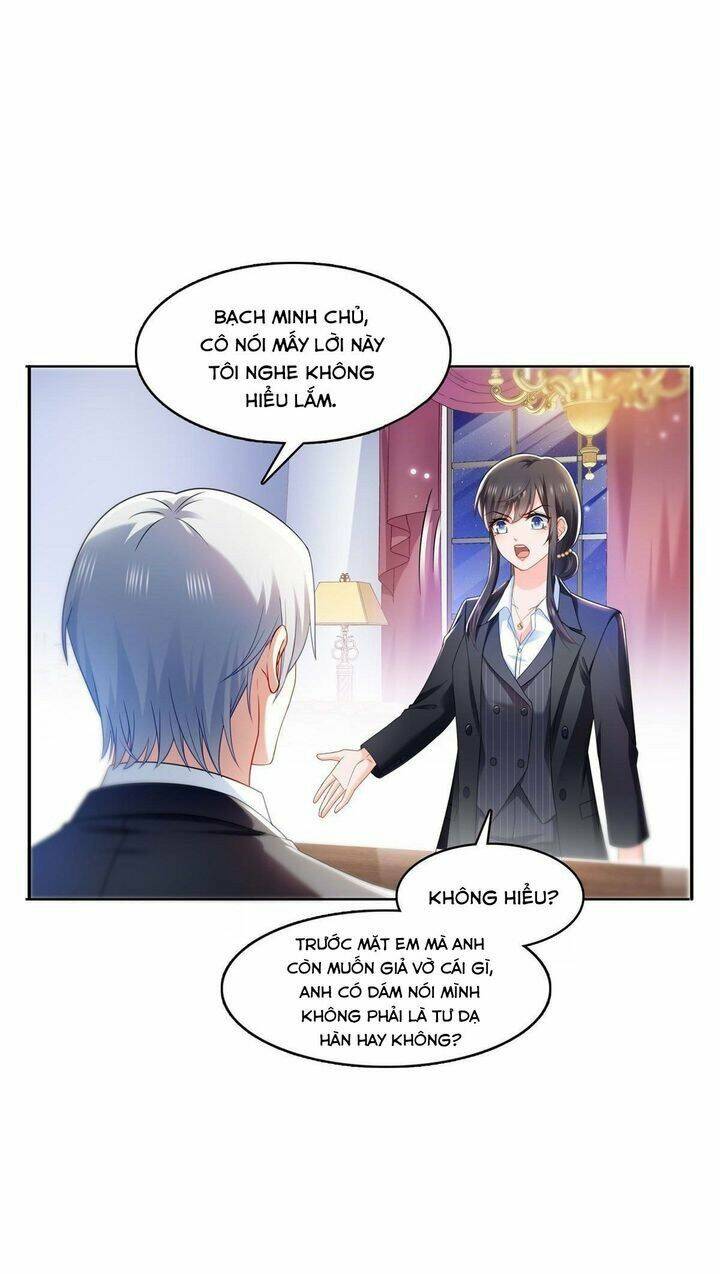 BẠCH MINH CHỦ,
CÔ NÓI MẤY LỜI NÀY
TÔI NGHE KHÔNG
HIỂU LẮM.
KHÔNG HIỂU?
TRƯỚC MẶT EM MÀ ANH
CÒN MUỐN GIẢ VỜ CÁI GÌ,
ANH CÓ DÁM NÓI MÌNH
KHÔNG PHẢI LÀ TƯ DẠ
HÀN HAY KHÔNG?